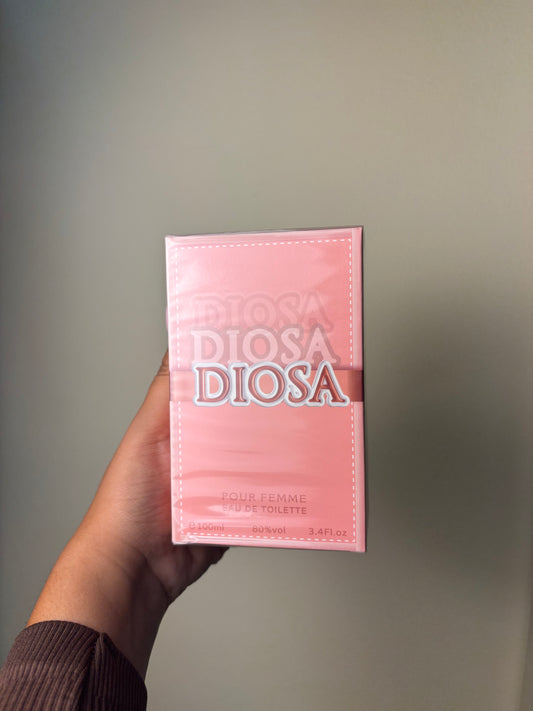 DIOSA
DIOSA
DIOSA
POUR FEMME
EAU DE TOILETTE
℮100ml 80%vol 3.4Fl.oz